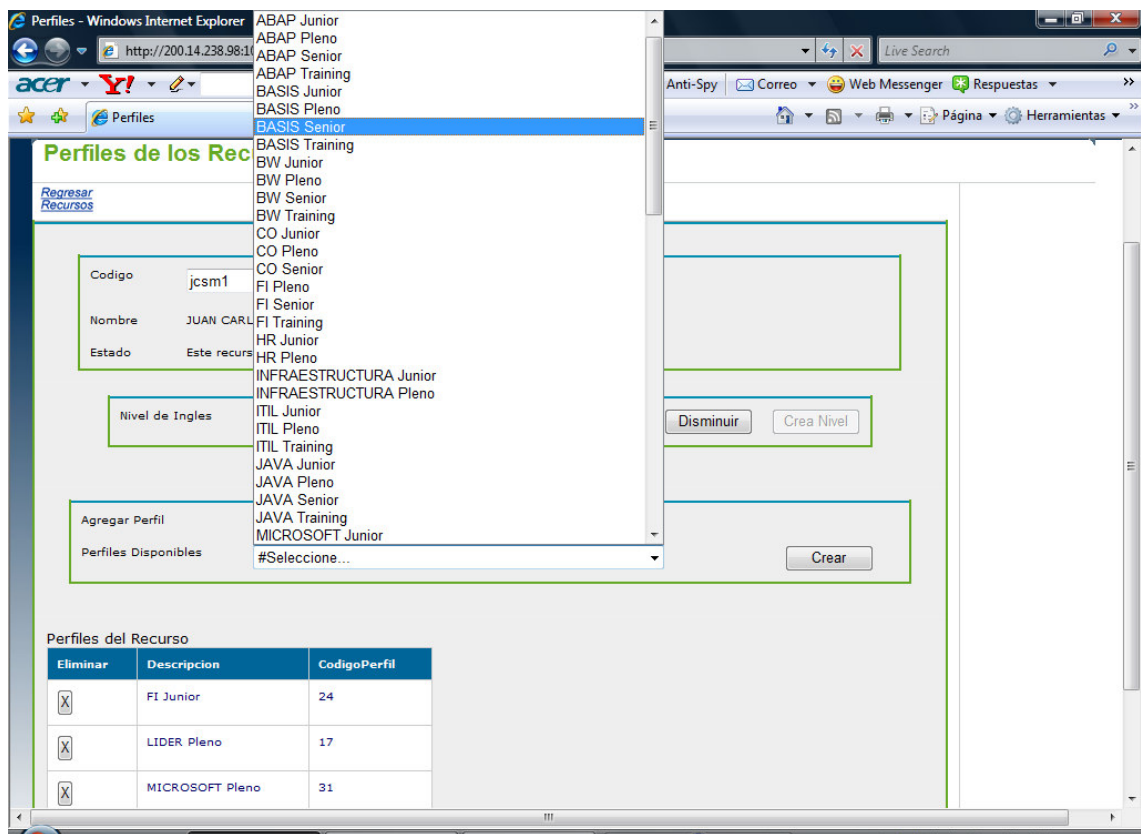 Perfiles - Windows Internet Explorer
http://200.14.238.98:10
Live Search
acer Y!
Anti-Spy Correo Web Messenger Respuestas
Perfiles
Página Herramientas
Perfiles de los Rec
Regresar
Recursos
Codigo jcsm1
Nombre JUAN CARL
Estado Este recurs
Nivel de Ingles Disminuir Crea Nivel
Agregar Perfil
Perfiles Disponibles #Seleccione... Crear
ABAP Junior
ABAP Pleno
ABAP Senior
ABAP Training
BASIS Junior
BASIS Pleno
BASIS Senior
BASIS Training
BW Junior
BW Pleno
BW Senior
BW Training
CO Junior
CO Pleno
CO Senior
FI Pleno
FI Senior
FI Training
HR Junior
HR Pleno
INFRAESTRUCTURA Junior
INFRAESTRUCTURA Pleno
ITIL Junior
ITIL Pleno
ITIL Training
JAVA Junior
JAVA Pleno
JAVA Senior
JAVA Training
MICROSOFT Junior
Perfiles del Recurso
Eliminar Descripcion CodigoPerfil
X FI Junior 24
X LIDER Pleno 17
X MICROSOFT Pleno 31